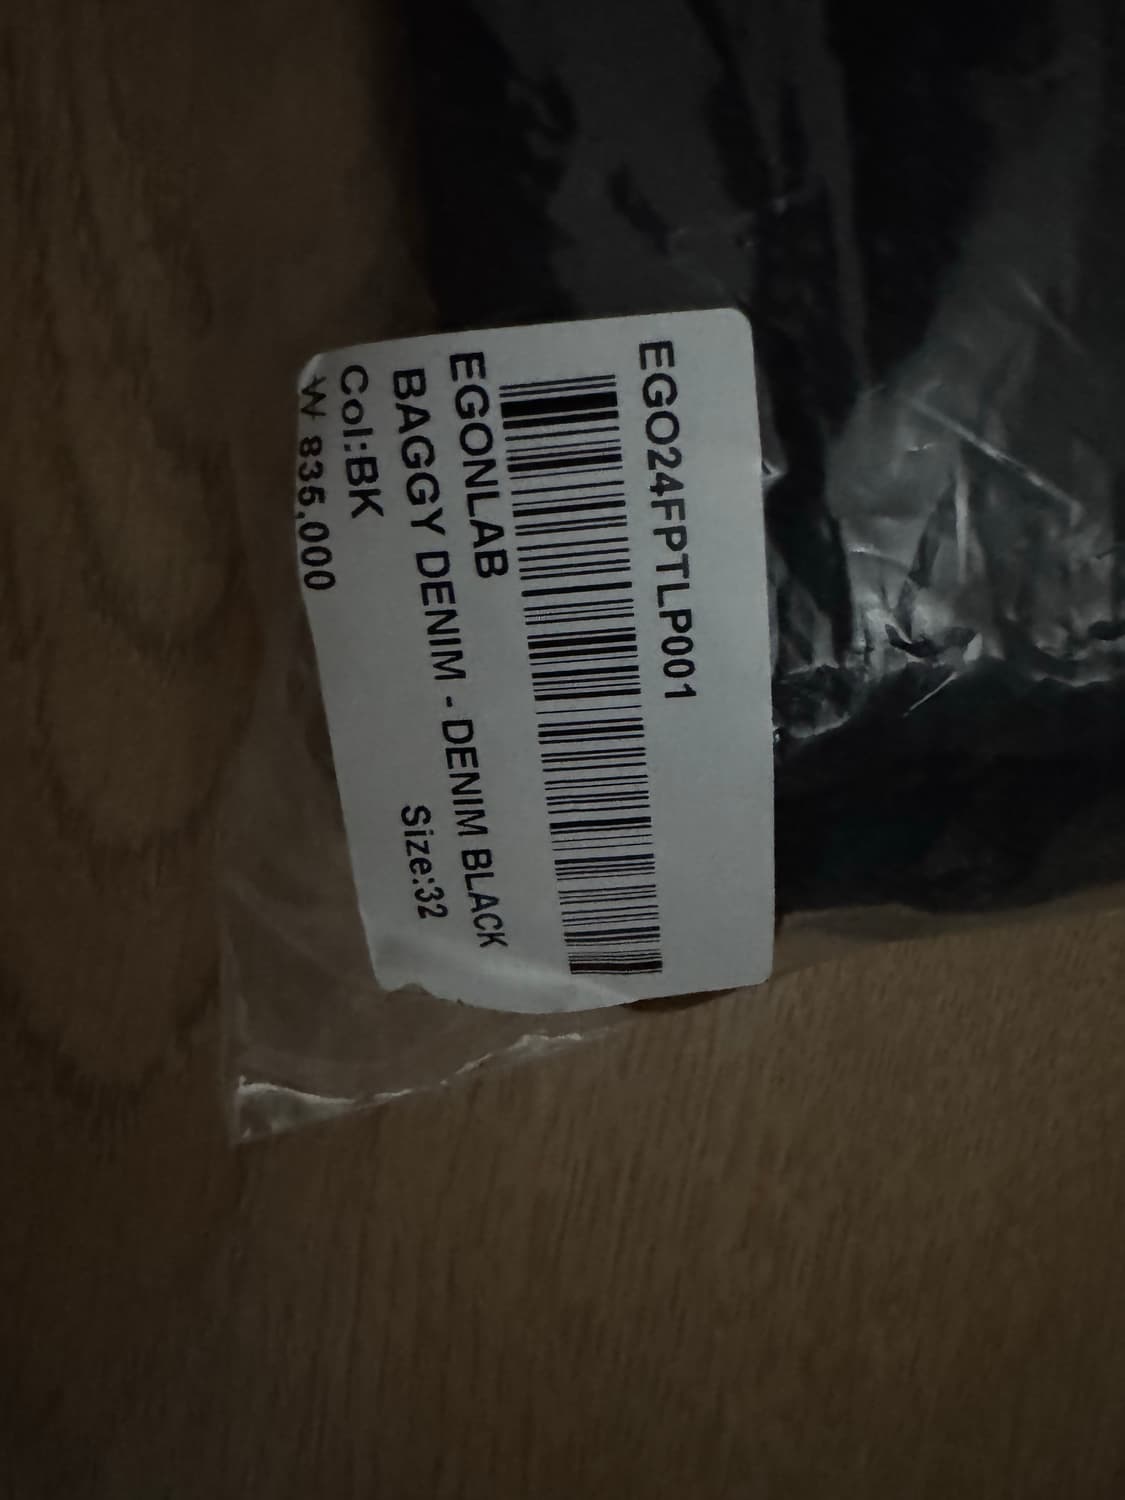 EGO24FPTLP001
EGONLAB
BAGGY DENIM - DENIM BLACK
Col:BK
Size:32
₩ 835,000